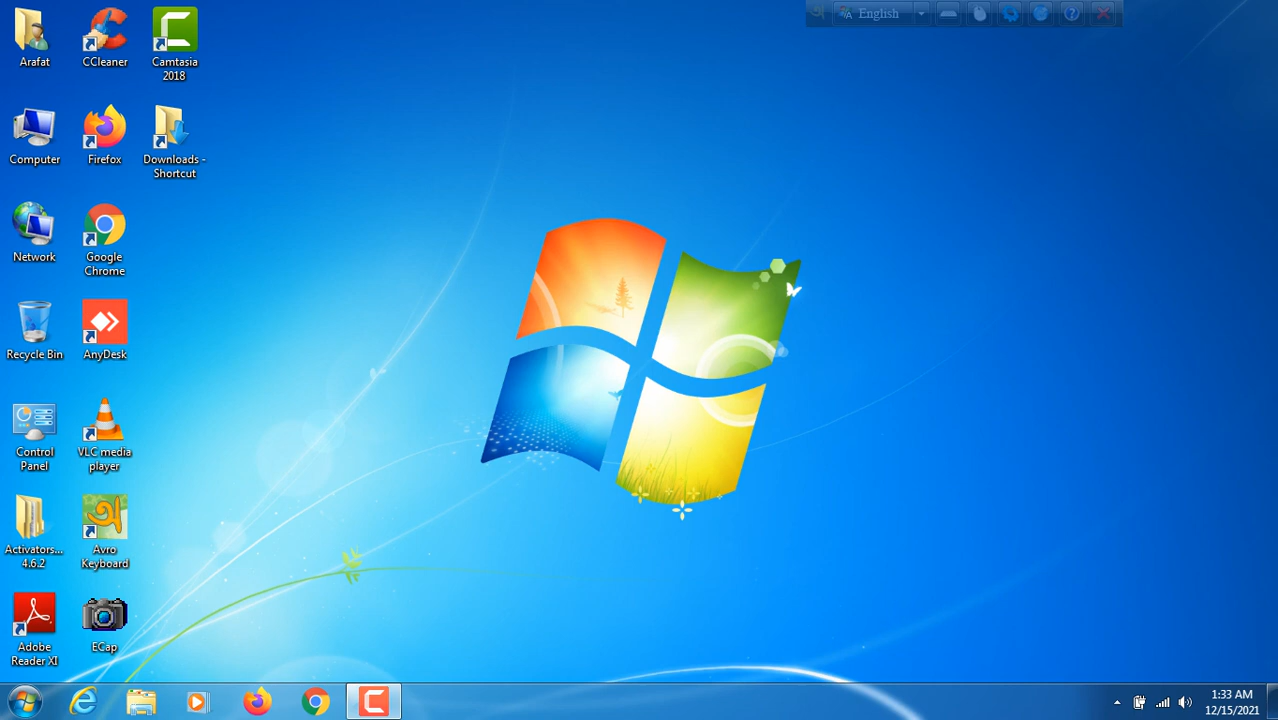 English
Arafat
CCleaner
Camtasia
2018
Computer
Firefox
Downloads -
Shortcut
Network
Google
Chrome
Recycle Bin
AnyDesk
Control
Panel
VLC media
player
Activators...
4.6.2
অ
Avro
Keyboard
Adobe
Reader XI
ECap
1:33 AM
12/15/2021